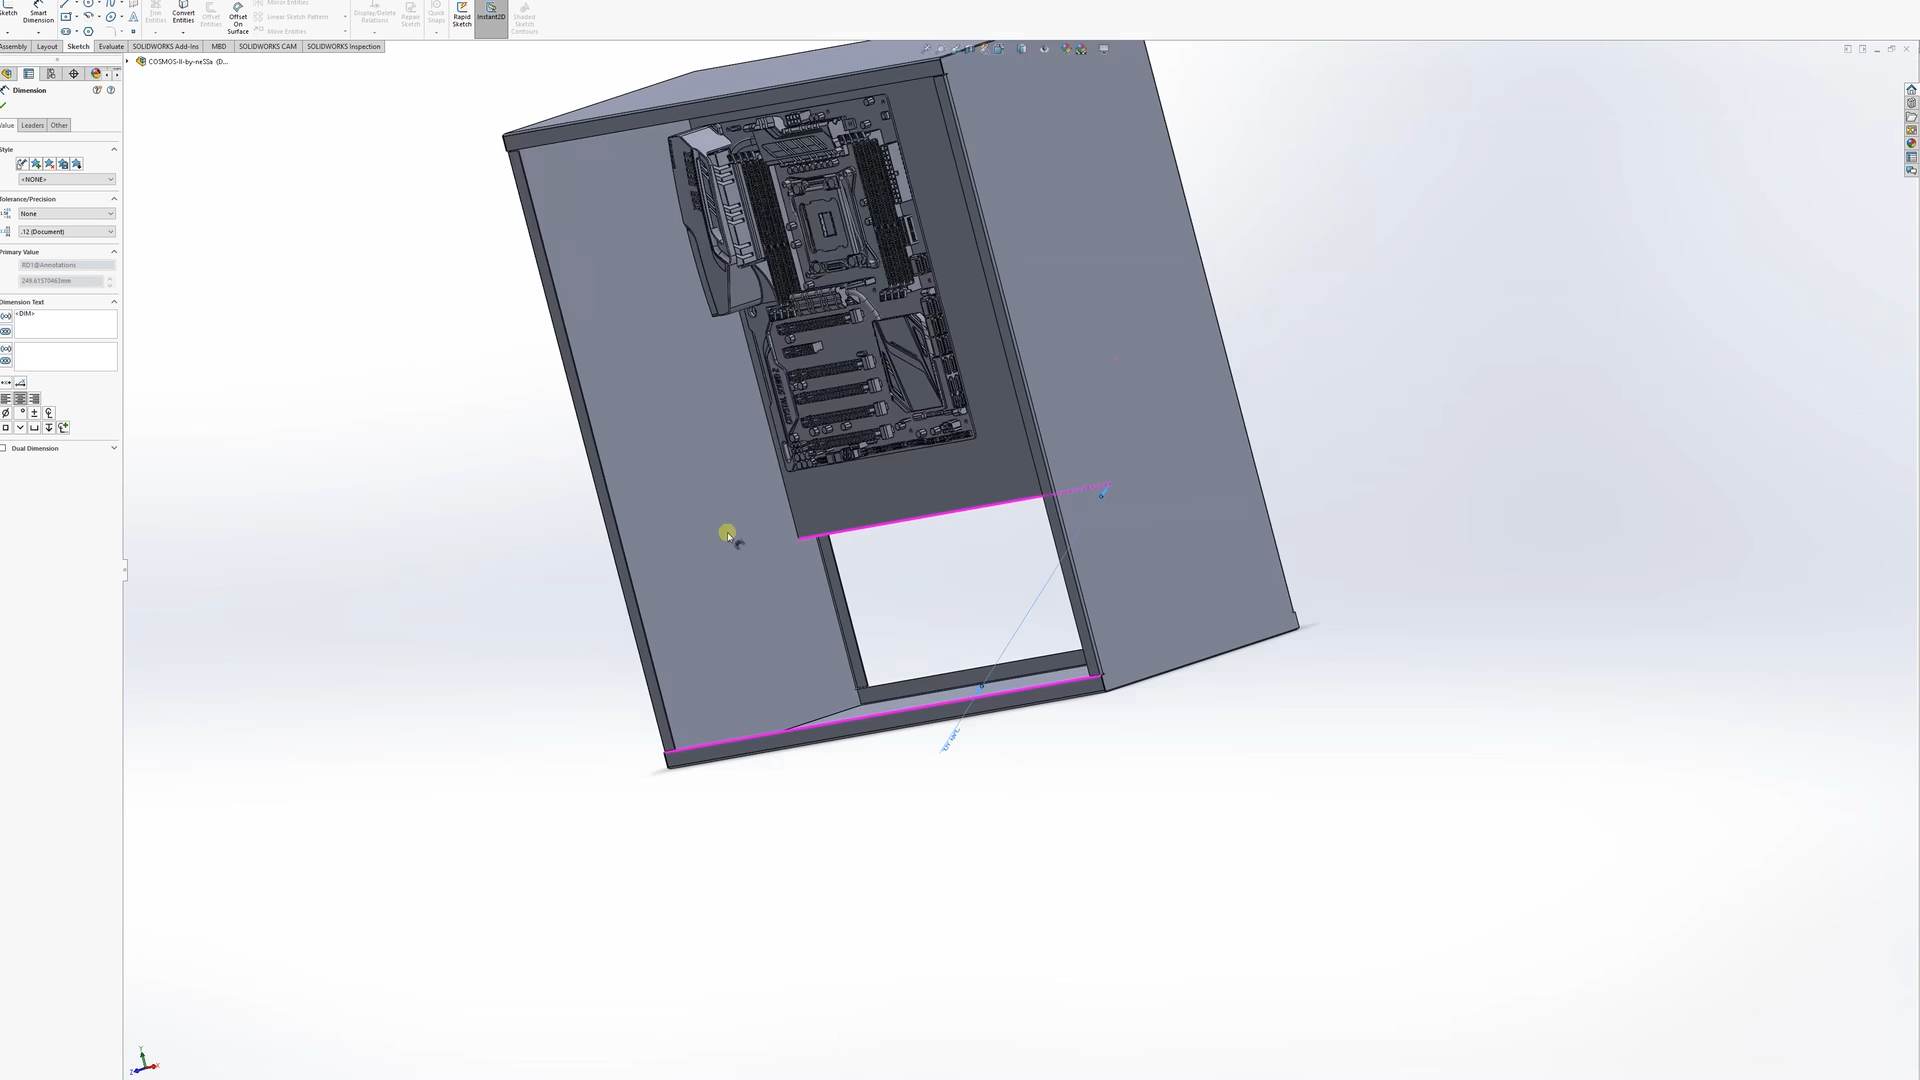 Sketch
Smart
Dimension
Trim
Entities
Convert
Entities
Offset
Entities
Offset
On
Surface
Mirror Entities
Linear Sketch Pattern
Move Entities
Display/Delete
Relations
Repair
Sketch
Quick
Snaps
Rapid
Sketch
Instant2D
Shaded
Sketch
Contours
Assembly
Layout
Sketch
Evaluate
SOLIDWORKS Add-Ins
MBD
SOLIDWORKS CAM
SOLIDWORKS Inspection
COSMOS-II-by-neSSa (D...
Dimension
Value
Leaders
Other
Style
<NONE>
Tolerance/Precision
None
.12 (Document)
Primary Value
RD1@Annotations
249.61570463mm
Dimension Text
<DIM>
Dual Dimension
Y
X
Z